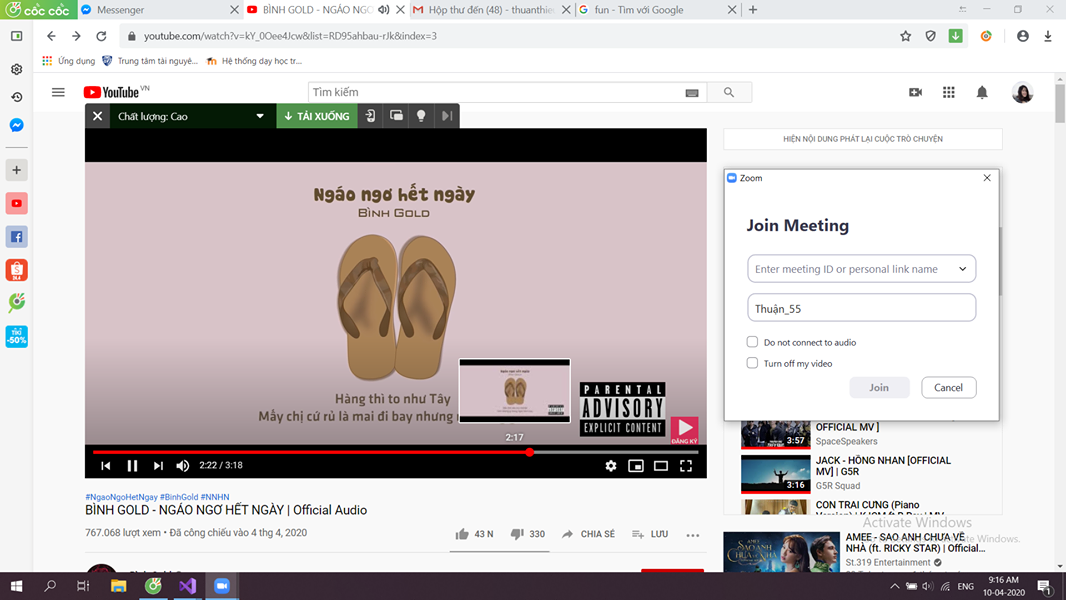 cốc cốc
Messenger
BÌNH GOLD - NGÁO NGƠ
Hộp thư đến (48) - thuanthie
fun - Tìm với Google
youtube.com/watch?v=kY_0Oee4Jcw&list=RD95ahbau-rJk&index=3
Ứng dụng
Trung tâm tài nguyê...
Hệ thống dạy học tr...
YouTube VN
Tìm kiếm
Chất lượng: Cao
TẢI XUỐNG
Ngáo ngơ hết ngày
BÌNH GOLD
Hàng thì to như Tây
Mấy chị cứ rủ là mai đi bay nhưng
PARENTAL
ADVISORY
EXPLICIT CONTENT
ĐĂNG KÝ
2:17
2:22 / 3:18
#NgaoNgoHetNgay #BinhGold #NNHN
BÌNH GOLD - NGÁO NGƠ HẾT NGÀY | Official Audio
767.068 lượt xem • Đã công chiếu vào 4 thg 4, 2020
43 N
330
CHIA SẺ
LƯU
HIỆN NỘI DUNG PHÁT LẠI CUỘC TRÒ CHUYỆN
Zoom
Join Meeting
Enter meeting ID or personal link name
Thuận_55
Do not connect to audio
Turn off my video
Join
Cancel
OFFICIAL MV ]
SpaceSpeakers
3:57
JACK - HỒNG NHAN [OFFICIAL
MV] | G5R
G5R Squad
3:16
CON TRAI CƯNG (Piano
AMEE - SAO ANH CHƯA VỀ
NHÀ (ft. RICKY STAR) | Official...
St.319 Entertainment
Activate Windows
-50%
ENG
9:16 AM
10-04-2020
1